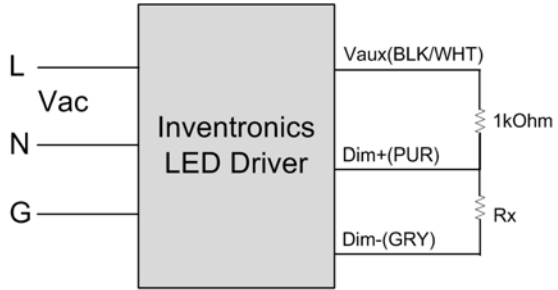 L
Vac
N
G
Inventronics
LED Driver
Vaux(BLK/WHT)
1kOhm
Dim+(PUR)
Rx
Dim-(GRY)